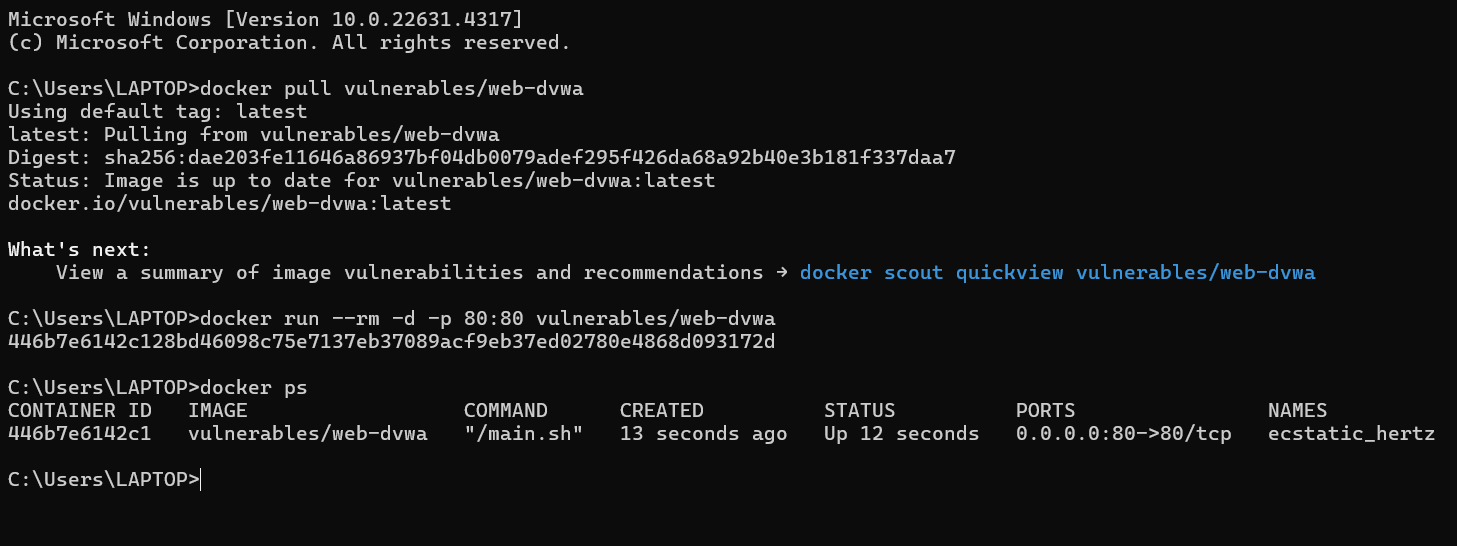 Microsoft Windows [Version 10.0.22631.4317]
(c) Microsoft Corporation. All rights reserved.
C:\Users\LAPTOP>docker pull vulnerables/web-dvwa
Using default tag: latest
latest: Pulling from vulnerables/web-dvwa
Digest: sha256:dae203fe11646a86937bf04db0079adef295f426da68a92b40e3b181f337daa7
Status: Image is up to date for vulnerables/web-dvwa:latest
docker.io/vulnerables/web-dvwa:latest
What's next:
    View a summary of image vulnerabilities and recommendations → docker scout quickview vulnerables/web-dvwa
C:\Users\LAPTOP>docker run --rm -d -p 80:80 vulnerables/web-dvwa
446b7e6142c128bd46098c75e7137eb37089acf9eb37ed02780e4868d093172d
C:\Users\LAPTOP>docker ps
CONTAINER ID   IMAGE                  COMMAND      CREATED          STATUS          PORTS                NAMES
446b7e6142c1   vulnerables/web-dvwa   "/main.sh"   13 seconds ago   Up 12 seconds   0.0.0.0:80->80/tcp   ecstatic_hertz
C:\Users\LAPTOP>